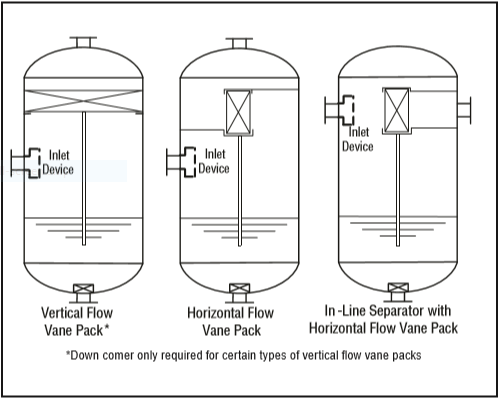 Inlet
Device
Inlet
Device
Inlet
Device
Vertical Flow
Vane Pack*
Horizontal Flow
Vane Pack
In-Line Separator with
Horizontal Flow Vane Pack
*Down comer only required for certain types of vertical flow vane packs